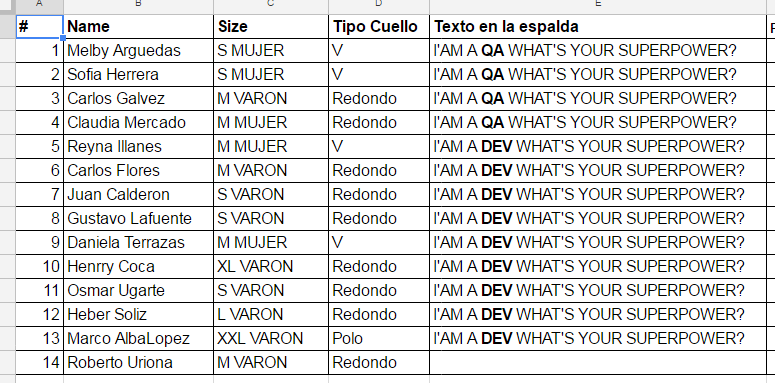 A B C D E
# Name Size Tipo Cuello Texto en la espalda
1 Melby Arguedas S MUJER V I'AM A QA WHAT'S YOUR SUPERPOWER?
2 Sofia Herrera S MUJER V I'AM A QA WHAT'S YOUR SUPERPOWER?
3 Carlos Galvez M VARON Redondo I'AM A QA WHAT'S YOUR SUPERPOWER?
4 Claudia Mercado M MUJER Redondo I'AM A QA WHAT'S YOUR SUPERPOWER?
5 Reyna Illanes M MUJER V I'AM A DEV WHAT'S YOUR SUPERPOWER?
6 Carlos Flores M VARON Redondo I'AM A DEV WHAT'S YOUR SUPERPOWER?
7 Juan Calderon S VARON Redondo I'AM A DEV WHAT'S YOUR SUPERPOWER?
8 Gustavo Lafuente S VARON Redondo I'AM A DEV WHAT'S YOUR SUPERPOWER?
9 Daniela Terrazas M MUJER V I'AM A DEV WHAT'S YOUR SUPERPOWER?
10 Henrry Coca XL VARON Redondo I'AM A DEV WHAT'S YOUR SUPERPOWER?
11 Osmar Ugarte S VARON Redondo I'AM A DEV WHAT'S YOUR SUPERPOWER?
12 Heber Soliz L VARON Redondo I'AM A DEV WHAT'S YOUR SUPERPOWER?
13 Marco AlbaLopez XXL VARON Polo I'AM A DEV WHAT'S YOUR SUPERPOWER?
14 Roberto Uriona M VARON Redondo